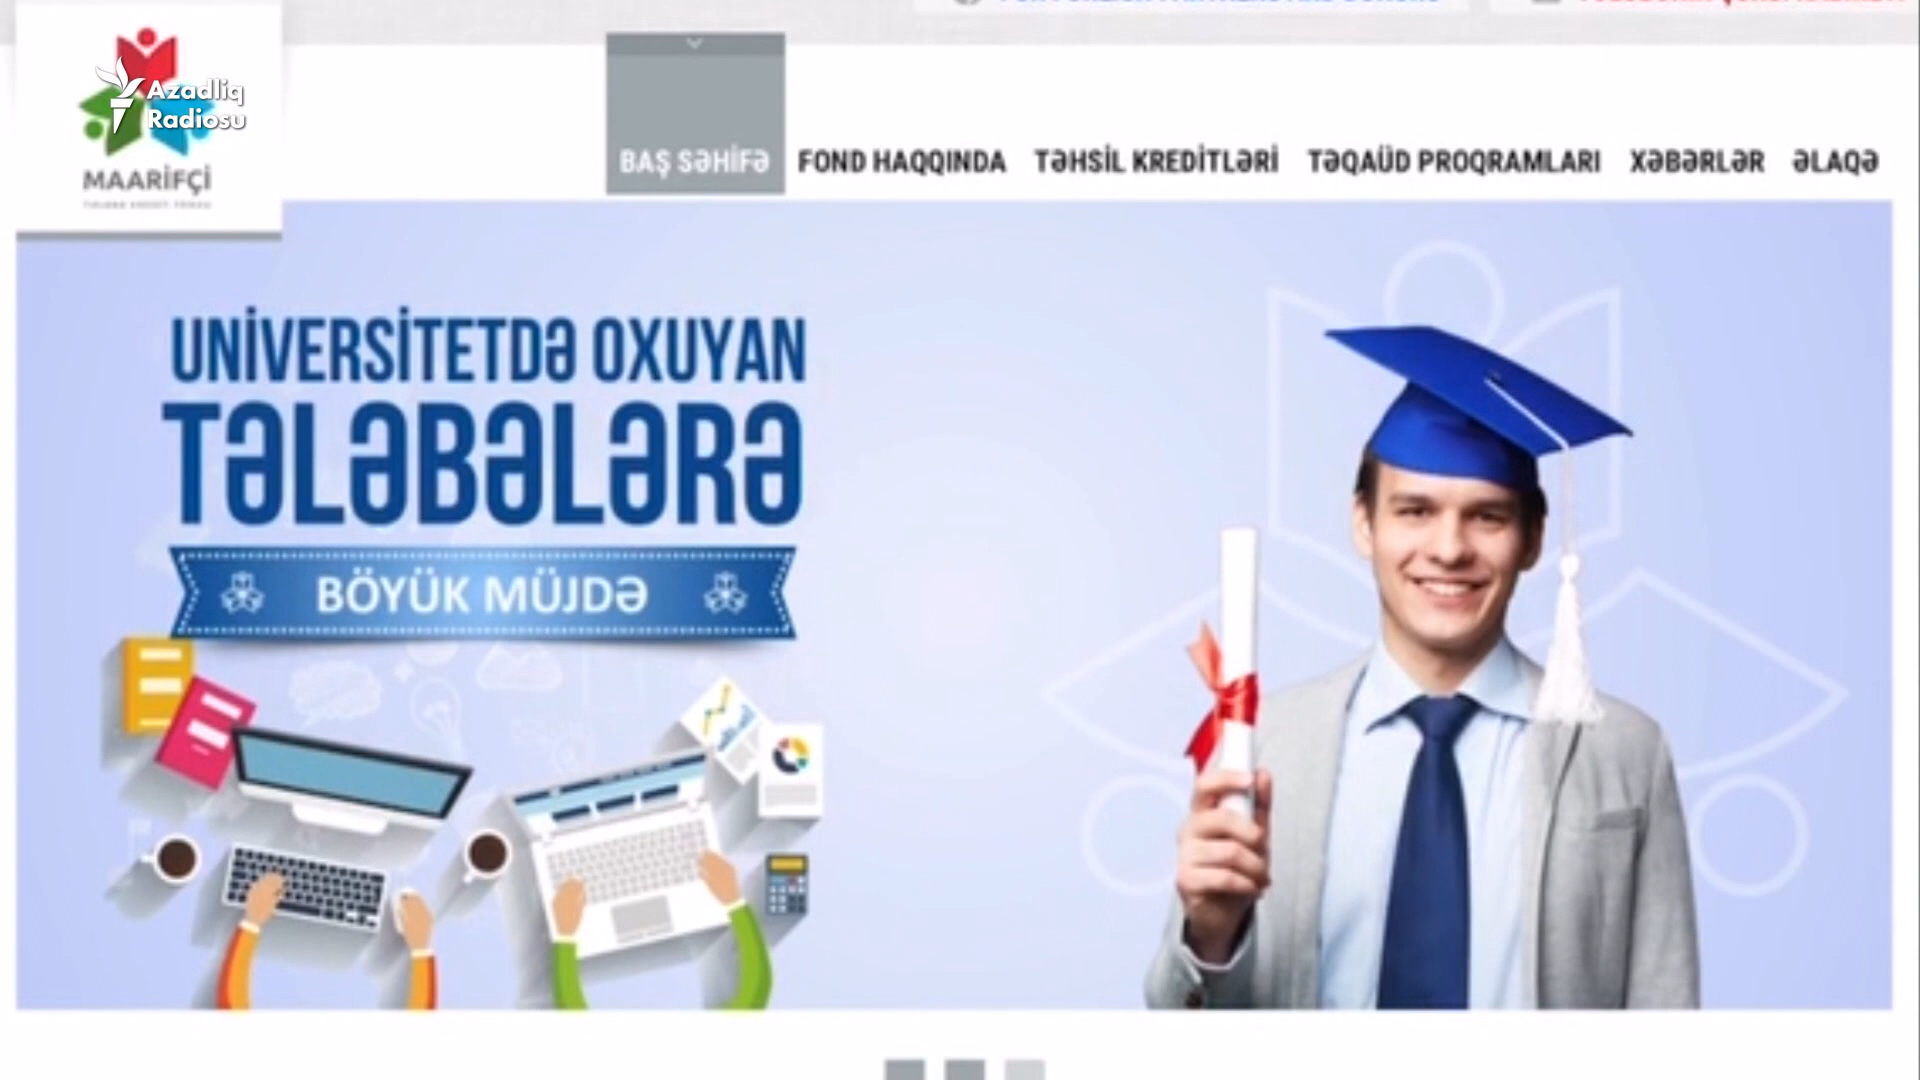 Azadlıq
Radiosu
MAARİFÇİ
BAŞ SƏHİFƏ
FOND HAQQINDA
TƏHSİL KREDİTLƏRİ
TƏQAÜD PROQRAMLARI
XƏBƏRLƏR
ƏLAQƏ
UNİVERSİTETDƏ OXUYAN
TƏLƏBƏLƏRƏ
BÖYÜK MÜJDƏ